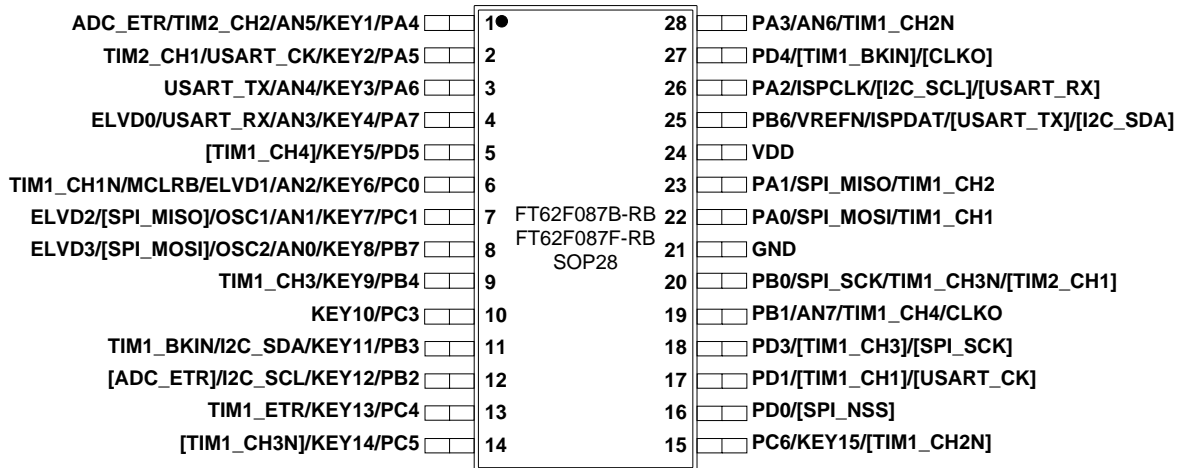 ADC_ETR/TIM2_CH2/AN5/KEY1/PA4 1 28 PA3/AN6/TIM1_CH2N
TIM2_CH1/USART_CK/KEY2/PA5 2 27 PD4/[TIM1_BKIN]/[CLKO]
USART_TX/AN4/KEY3/PA6 3 26 PA2/ISPCLK/[I2C_SCL]/[USART_RX]
ELVD0/USART_RX/AN3/KEY4/PA7 4 25 PB6/VREFN/ISPDAT/[USART_TX]/[I2C_SDA]
[TIM1_CH4]/KEY5/PD5 5 24 VDD
TIM1_CH1N/MCLRB/ELVD1/AN2/KEY6/PC0 6 23 PA1/SPI_MISO/TIM1_CH2
ELVD2/[SPI_MISO]/OSC1/AN1/KEY7/PC1 7 FT62F087B-RB 22 PA0/SPI_MOSI/TIM1_CH1
FT62F087F-RB
ELVD3/[SPI_MOSI]/OSC2/AN0/KEY8/PB7 8 SOP28 21 GND
TIM1_CH3/KEY9/PB4 9 20 PB0/SPI_SCK/TIM1_CH3N/[TIM2_CH1]
KEY10/PC3 10 19 PB1/AN7/TIM1_CH4/CLKO
TIM1_BKIN/I2C_SDA/KEY11/PB3 11 18 PD3/[TIM1_CH3]/[SPI_SCK]
[ADC_ETR]/I2C_SCL/KEY12/PB2 12 17 PD1/[TIM1_CH1]/[USART_CK]
TIM1_ETR/KEY13/PC4 13 16 PD0/[SPI_NSS]
[TIM1_CH3N]/KEY14/PC5 14 15 PC6/KEY15/[TIM1_CH2N]